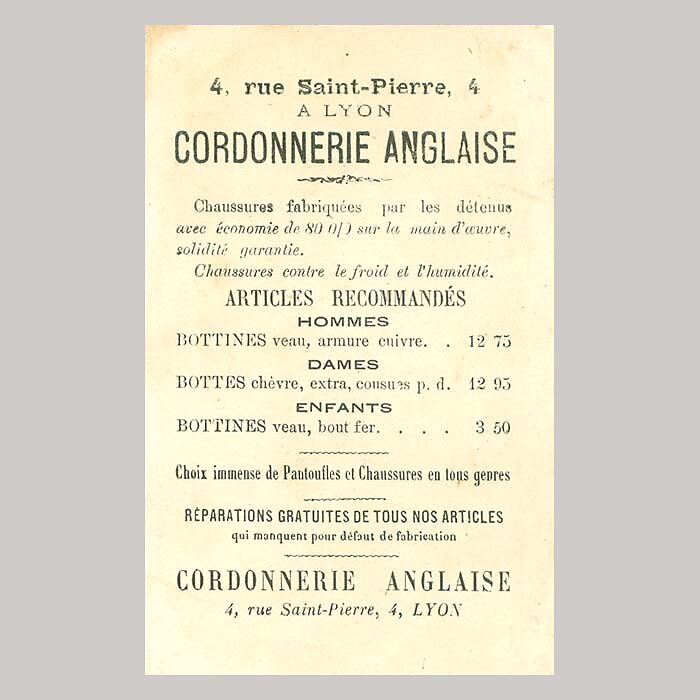 4, rue Saint-Pierre, 4
A LYON
CORDONNERIE ANGLAISE
Chaussures fabriquées par les détenus
avec économie de 80 0/0 sur la main d'œuvre,
solidité garantie.
Chaussures contre le froid et l'humidité.
ARTICLES RECOMMANDÉS
HOMMES
BOTTINES veau, armure cuivre. . 12 75
DAMES
BOTTES chèvre, extra, cousues p. d. 12 95
ENFANTS
BOTTINES veau, bout fer. . . . 3 50
Choix immense de Pantoufles et Chaussures en tous genres
RÉPARATIONS GRATUITES DE TOUS NOS ARTICLES
qui manquent pour défaut de fabrication
CORDONNERIE ANGLAISE
4, rue Saint-Pierre, 4, LYON